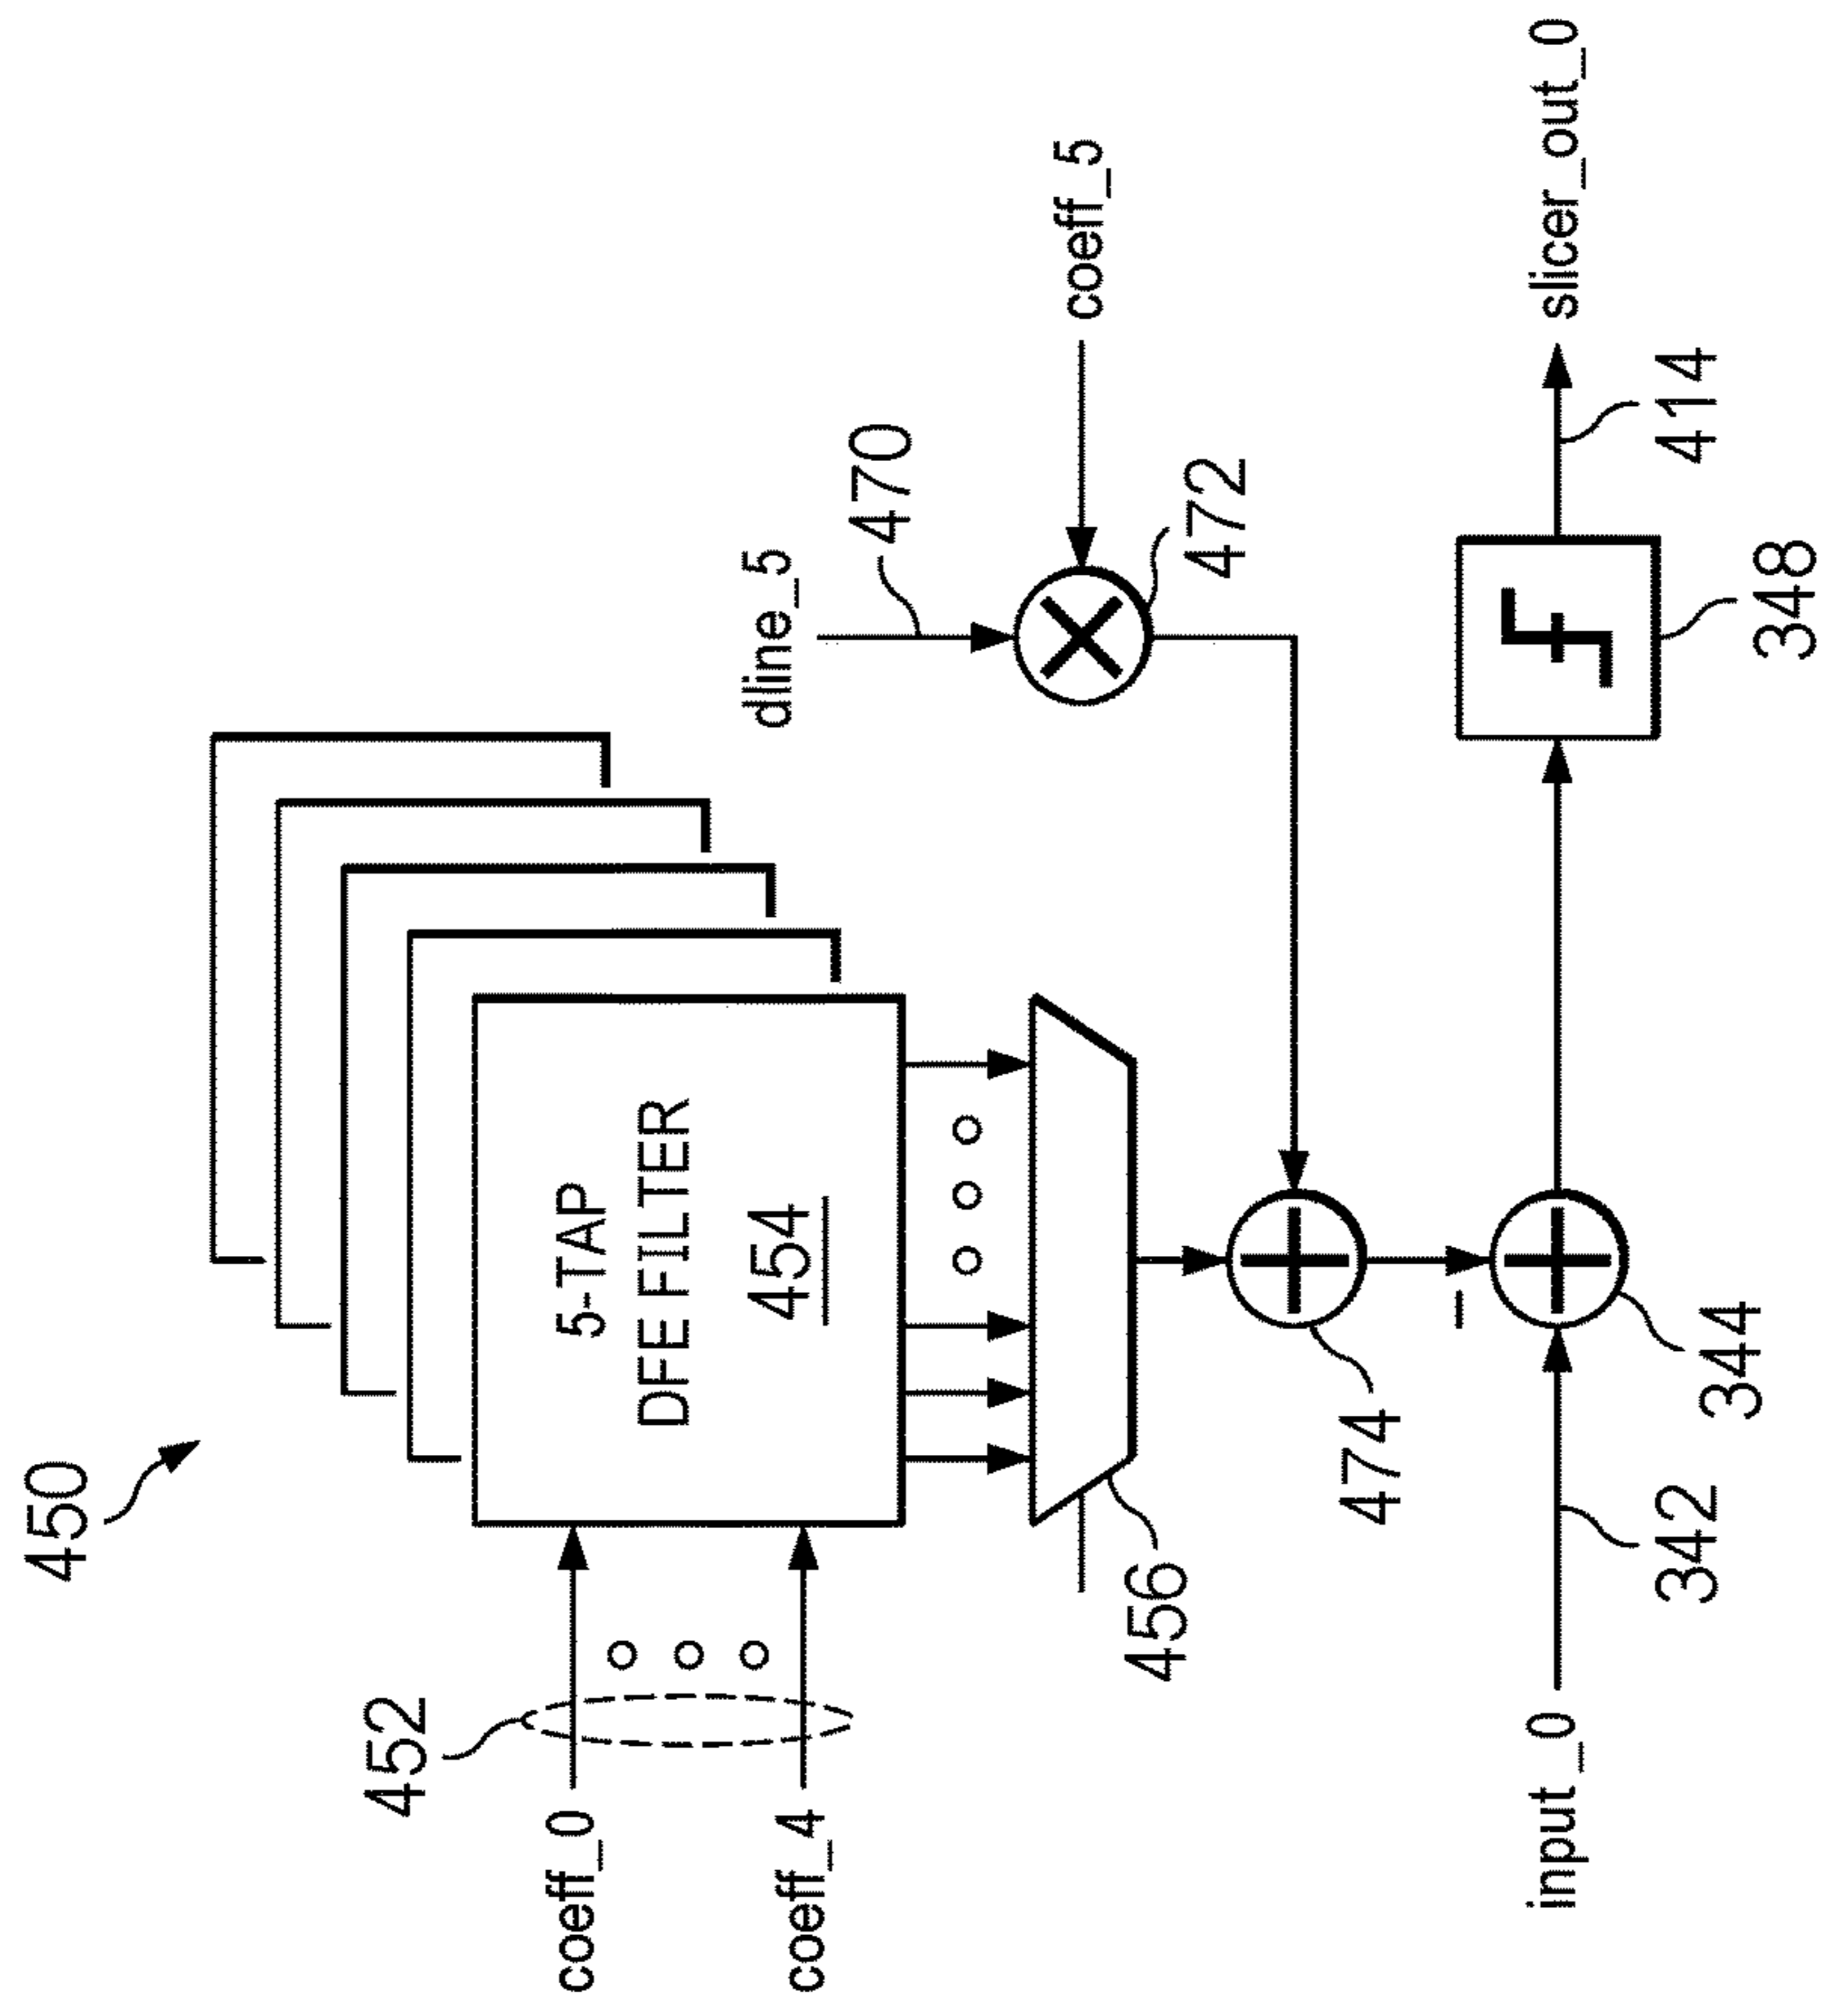 450
452
coeff_0
coeff_4
5-TAP
DFE FILTER
454
dline_5
470
coeff_5
472
456
474
input_0
342
344
348
414
slicer_out_0